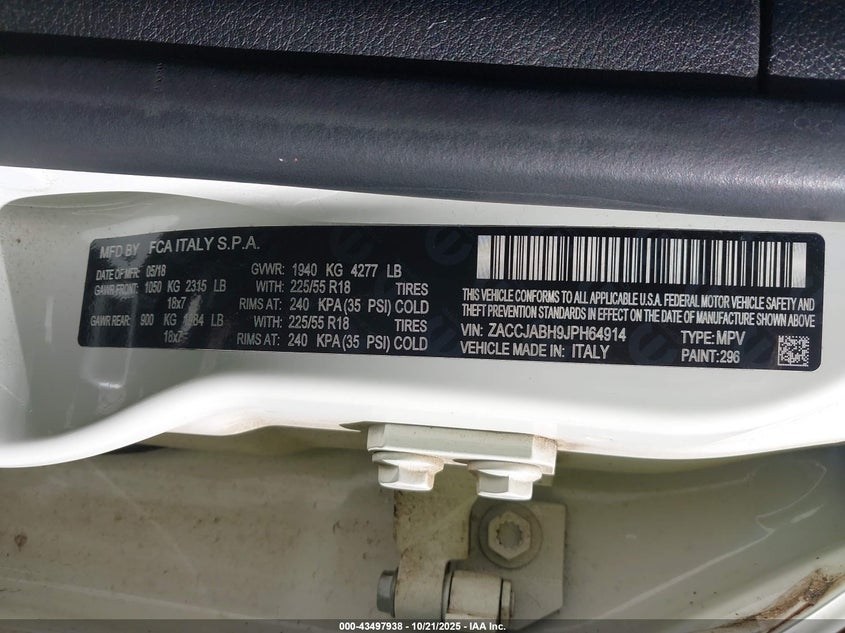 MFD BY FCA ITALY S.P.A.
DATE OF MFD: 05/18 GVWR: 1940 KG 4277 LB
GAWR FRONT: 1050 KG 2315 LB WITH: 225/55 R18 TIRES
18x7 RIMS AT: 240 KPA (35 PSI) COLD
GAWR REAR: 900 KG 1984 LB WITH: 225/55 R18 TIRES
18x7 RIMS AT: 240 KPA (35 PSI) COLD
THIS VEHICLE CONFORMS TO ALL APPLICABLE U.S.A. FEDERAL MOTOR VEHICLE SAFETY
THEFT PREVENTION STANDARDS IN EFFECT ON THE DATE OF MANUFACTURE SHOWN ABOVE
VIN: ZACCJABH9JPH64914 TYPE: MPV
VEHICLE MADE IN: ITALY PAINT: 296
000-43497938 - 10/21/2025 - IAA Inc.